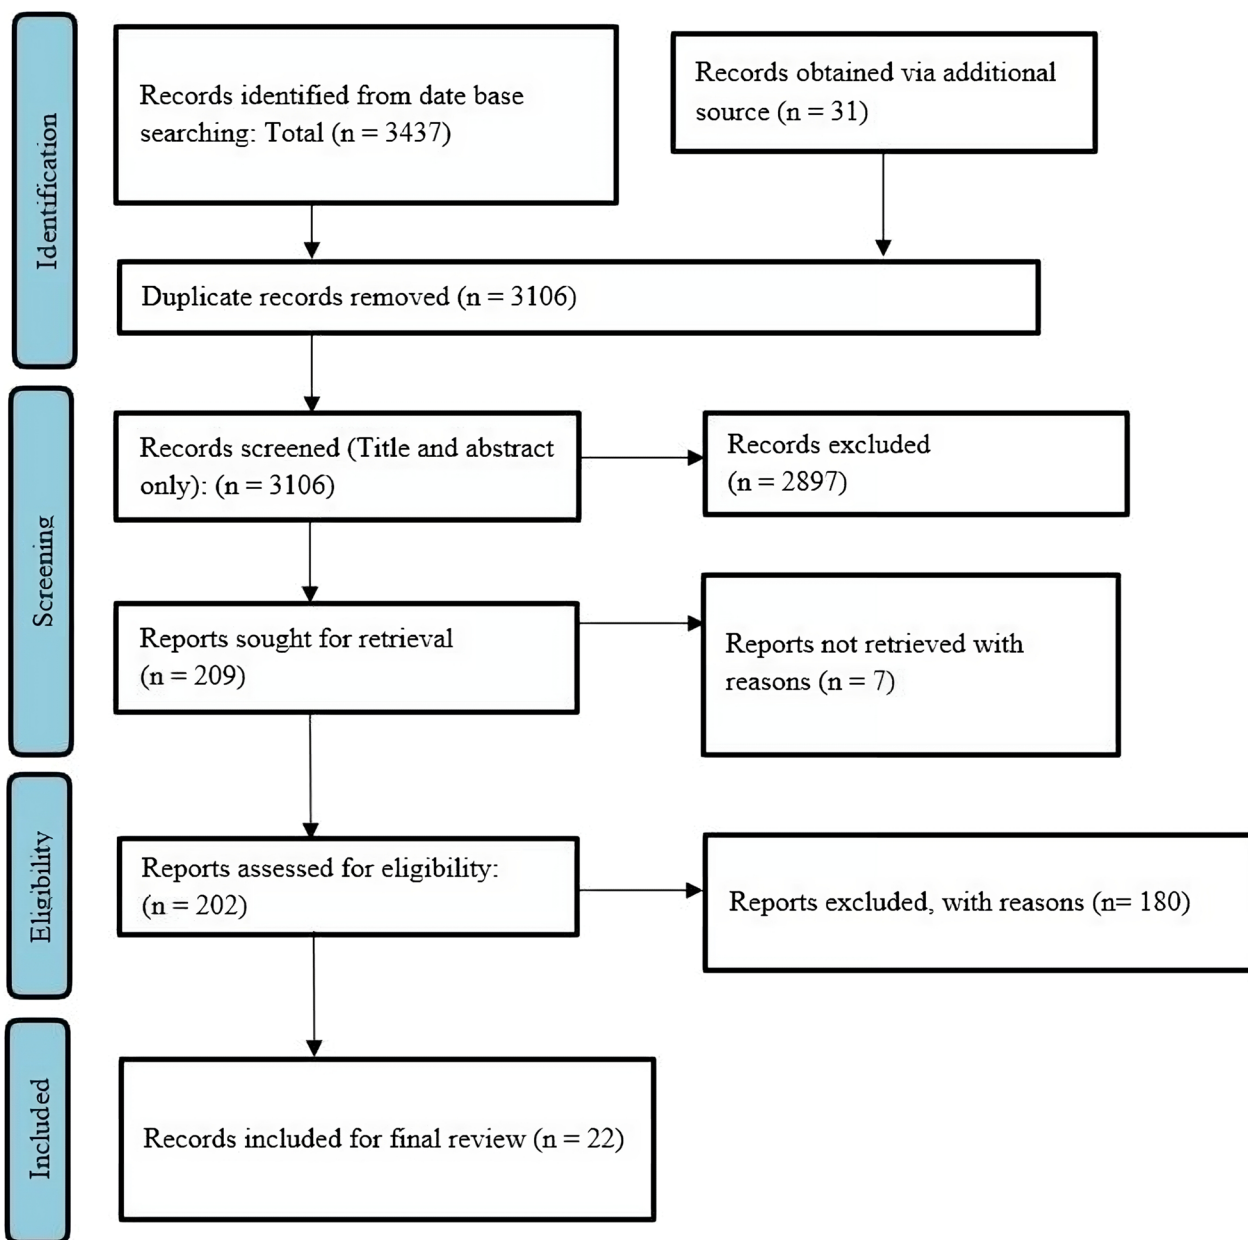 Identification
Records identified from date base
searching: Total (n = 3437)
Records obtained via additional
source (n = 31)
Duplicate records removed (n = 3106)
Screening
Records screened (Title and abstract
only): (n = 3106)
Records excluded
(n = 2897)
Reports sought for retrieval
(n = 209)
Reports not retrieved with
reasons (n = 7)
Eligibility
Reports assessed for eligibility:
(n = 202)
Reports excluded, with reasons (n= 180)
Included
Records included for final review (n = 22)